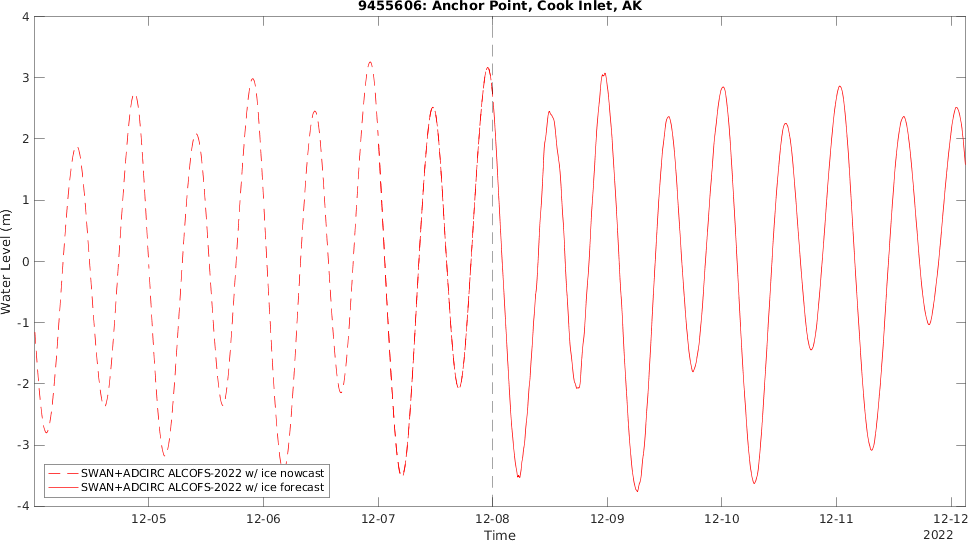 9455606: Anchor Point, Cook Inlet, AK
4
3
2
1
0
-1
-2
-3
-4
Water Level (m)
SWAN+ADCIRC ALCOFS-2022 w/ ice nowcast
SWAN+ADCIRC ALCOFS-2022 w/ ice forecast
12-05 12-06 12-07 12-08 12-09 12-10 12-11 12-12
Time
2022